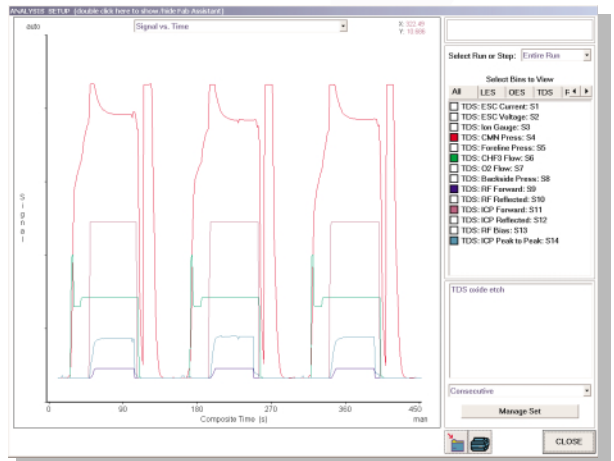 ANALYSIS SETUP (double click here to show/hide Fab Assistant)
auto
Signal vs. Time
X: 322.49
Y: 10.608
Signal
0
90
180
270
360
450
Composite Time (s)
man
Select Run or Step:
Entire Run
Select Bins to View
All
LES
OES
TDS
F
TDS: ESC Current: S1
TDS: ESC Voltage: S2
TDS: Ion Gauge: S3
TDS: CMN Press: S4
TDS: Foreline Press: S5
TDS: CHF3 Flow: S6
TDS: O2 Flow: S7
TDS: Backside Press: S8
TDS: RF Forward: S9
TDS: RF Reflected: S10
TDS: ICP Forward: S11
TDS: ICP Reflected: S12
TDS: RF Bias: S13
TDS: ICP Peak to Peak: S14
TDS oxide etch
Consecutive
Manage Set
CLOSE